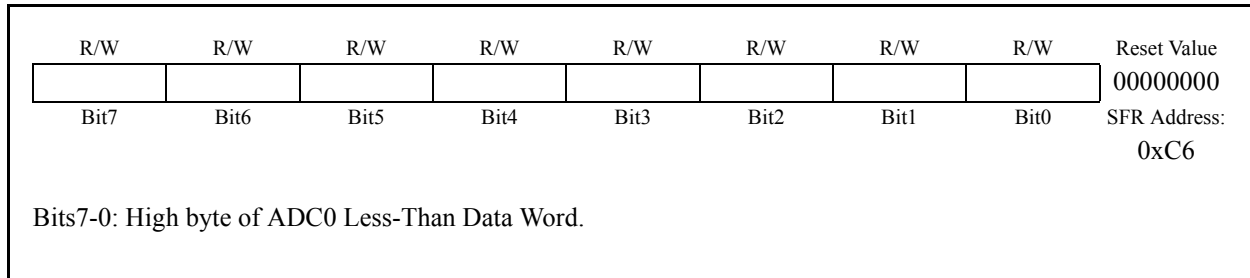 R/W R/W R/W R/W R/W R/W R/W R/W Reset Value
00000000
Bit7 Bit6 Bit5 Bit4 Bit3 Bit2 Bit1 Bit0 SFR Address:
0xC6
Bits7-0: High byte of ADC0 Less-Than Data Word.